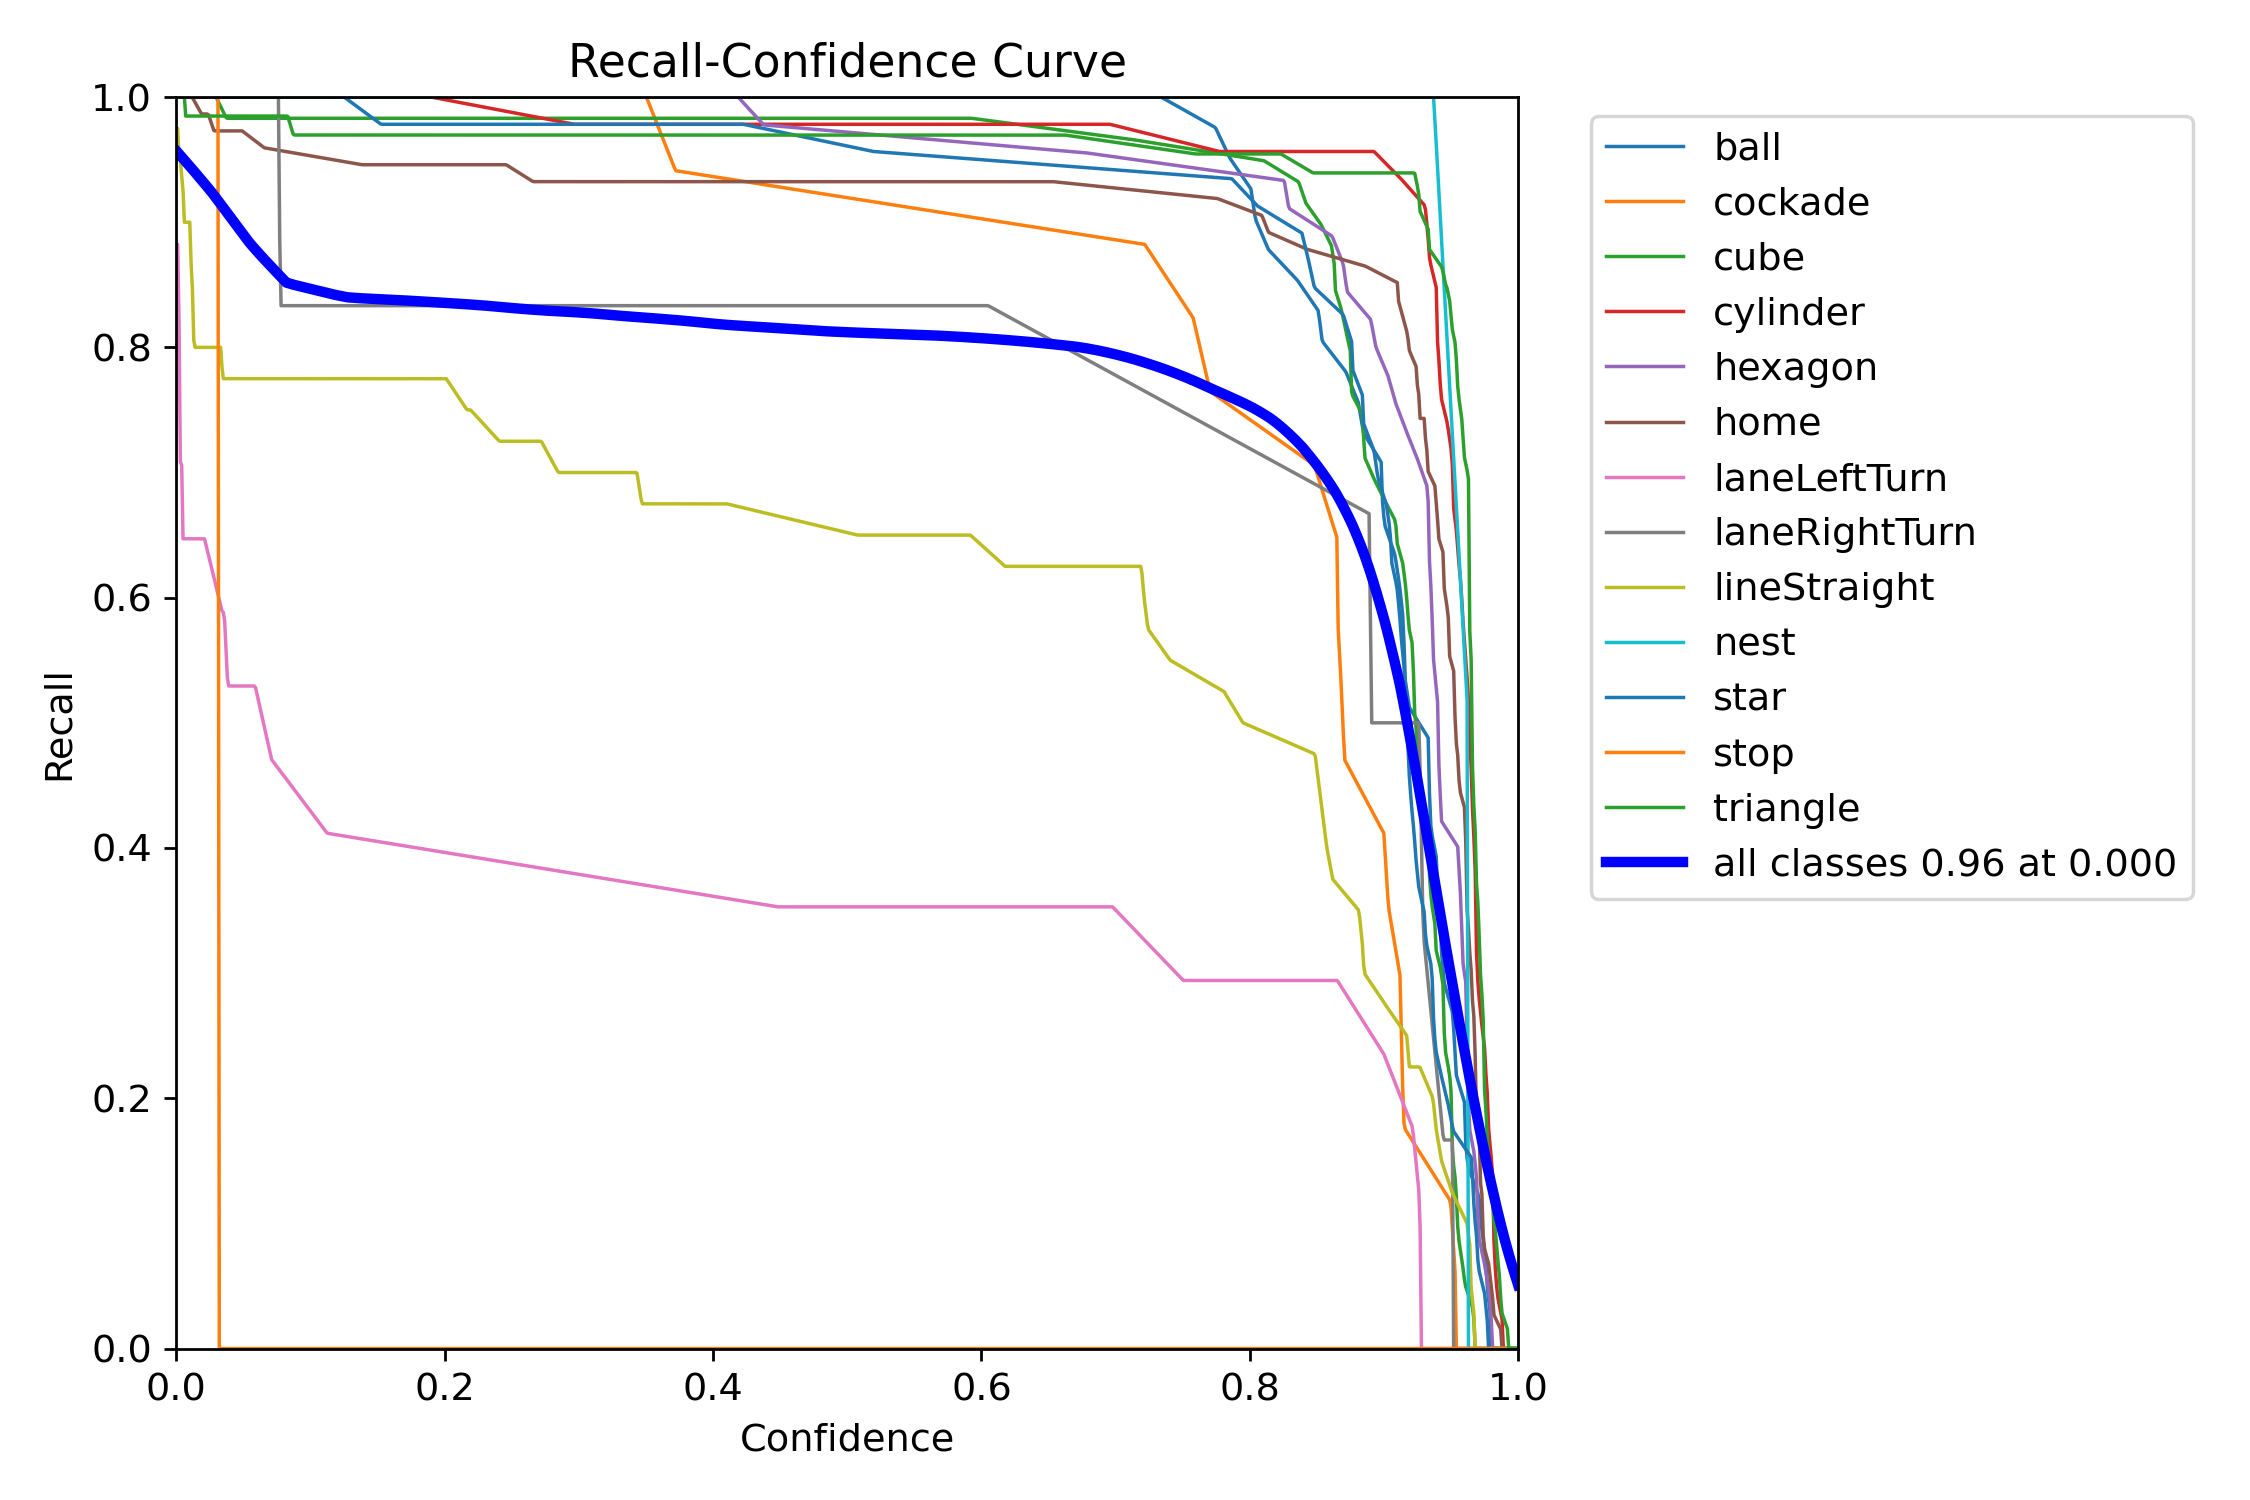 Recall-Confidence Curve
1.0
0.8
0.6
0.4
0.2
0.0
Recall
0.0 0.2 0.4 0.6 0.8 1.0
Confidence
ball
cockade
cube
cylinder
hexagon
home
laneLeftTurn
laneRightTurn
lineStraight
nest
star
stop
triangle
all classes 0.96 at 0.000